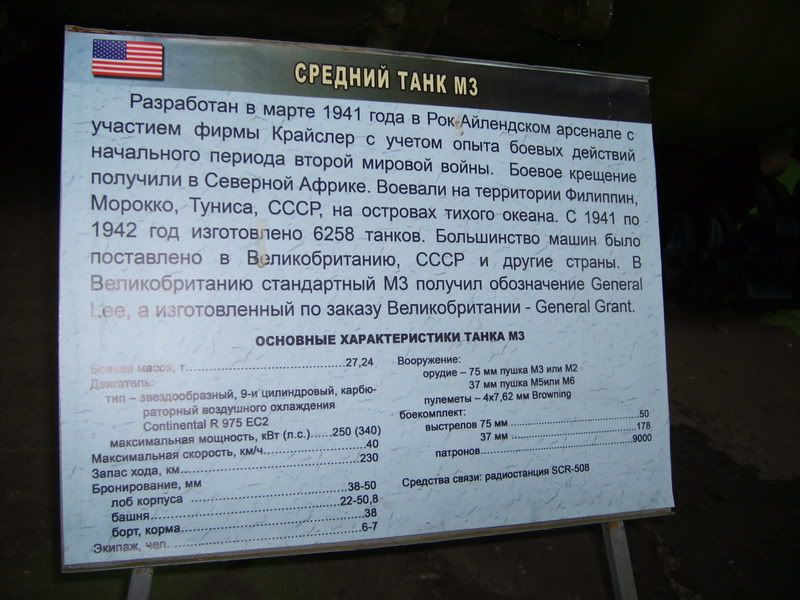 СРЕДНИЙ ТАНК М3
Разработан в марте 1941 года в Рок-Айлендском арсенале с
участием фирмы Крайслер с учетом опыта боевых действий
начального периода второй мировой войны. Боевое крещение
получили в Северной Африке. Воевали на территории Филиппин,
Морокко, Туниса, СССР, на островах тихого океана. С 1941 по
1942 год изготовлено 6258 танков. Большинство машин было
поставлено в Великобританию, СССР и другие страны. В
Великобританию стандартный М3 получил обозначение General
Lee, а изготовленный по заказу Великобритании - General Grant.
ОСНОВНЫЕ ХАРАКТЕРИСТИКИ ТАНКА М3
Боевая масса, т....................................27,24
Двигатель:
тип – звездообразный, 9-и цилиндровый, карбю-
раторный воздушного охлаждения
Continental R 975 EC2
максимальная мощность, кВт (л.с.)......250 (340)
Максимальная скорость, км/ч.......................40
Запас хода, км...........................................230
Бронирование, мм
лоб корпуса ..............................38-50
башня.......................................22-50,8
борт, корма....................................38
Экипаж, чел.............................................6-7
Вооружение:
орудие – 75 мм пушка М3 или М2
37 мм пушка М5или М6
пулеметы – 4х7,62 мм Browning
боекомплект:
выстрелов 75 мм ....................................50
37 мм ....................................178
патронов..............................................9000
Средства связи: радиостанция SCR-508